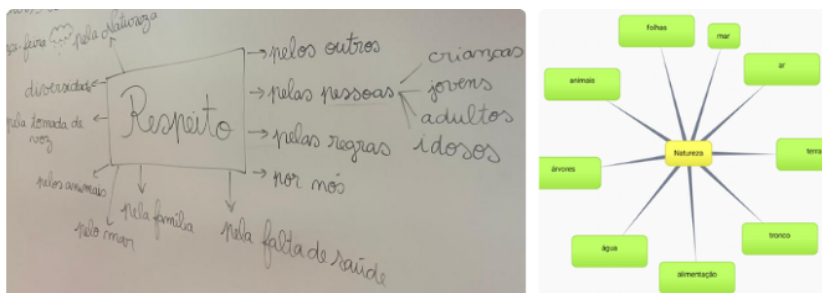 pela Natureza
diversidade
pela tomada de
voz
Respeito
pelos outros
pelas pessoas
crianças
jovens
adultos
idosos
pelas regras
por nós
pelos animais
pelo mar
pela família
pela falta de saúde
folhas
mar
ar
animais
Natureza
terra
árvores
água
alimentação
tronco